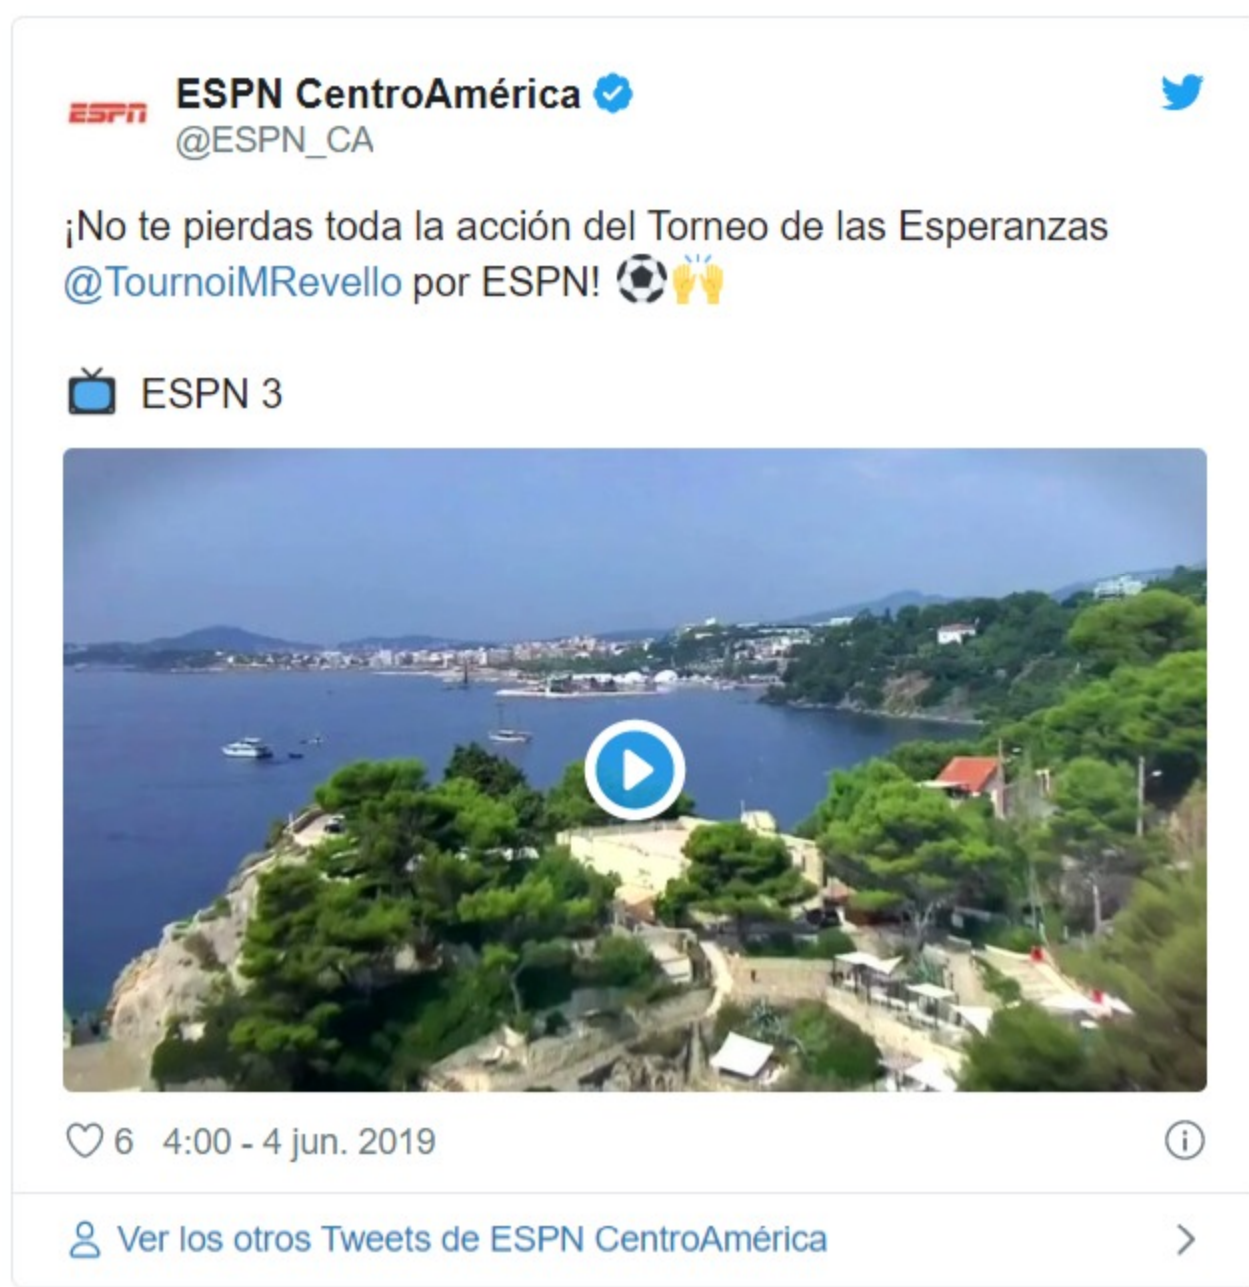 ESPN
ESPN CentroAmérica
@ESPN_CA
¡No te pierdas toda la acción del Torneo de las Esperanzas
@TournoiMRevello por ESPN! ⚽🙌
📺 ESPN 3
6 4:00 - 4 jun. 2019
Ver los otros Tweets de ESPN CentroAmérica